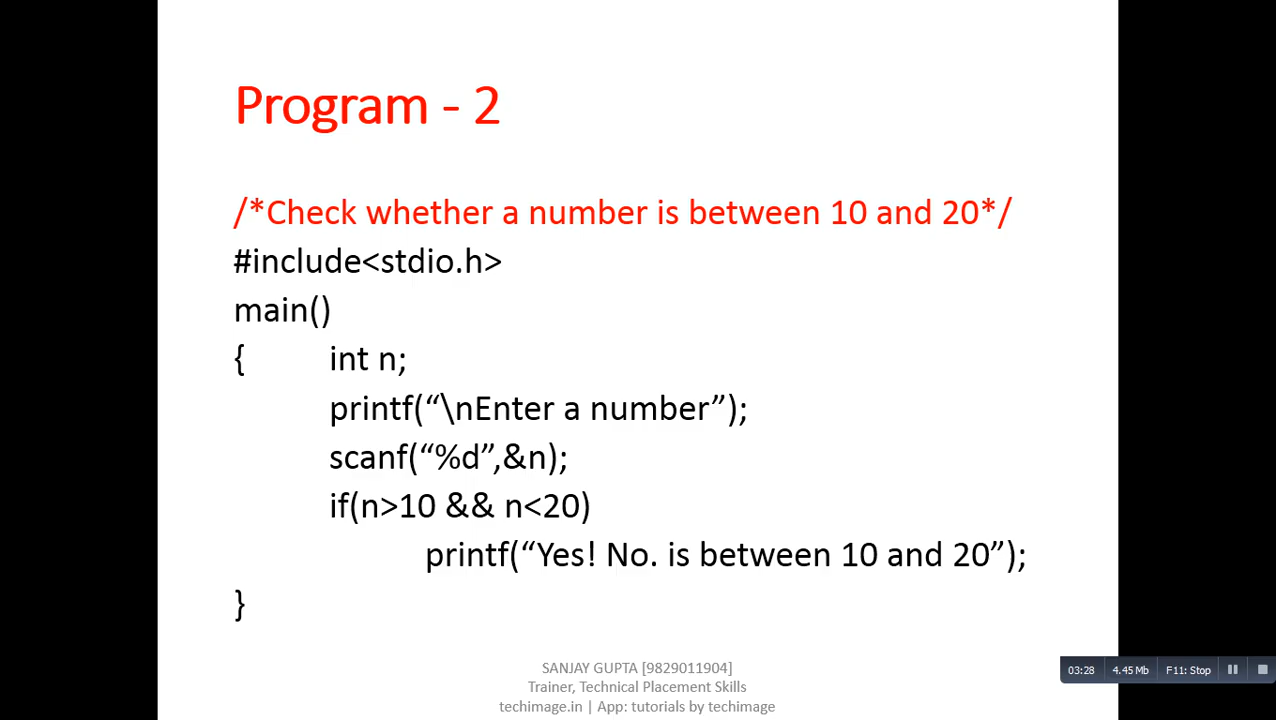 Program - 2
/*Check whether a number is between 10 and 20*/
#include<stdio.h>
main()
{ int n;
printf(“\nEnter a number”);
scanf(“%d”,&n);
if(n>10 && n<20)
printf(“Yes! No. is between 10 and 20”);
}
SANJAY GUPTA [9829011904]
Trainer, Technical Placement Skills
techimage.in | App: tutorials by techimage
03:28 4.45 Mb F11: Stop